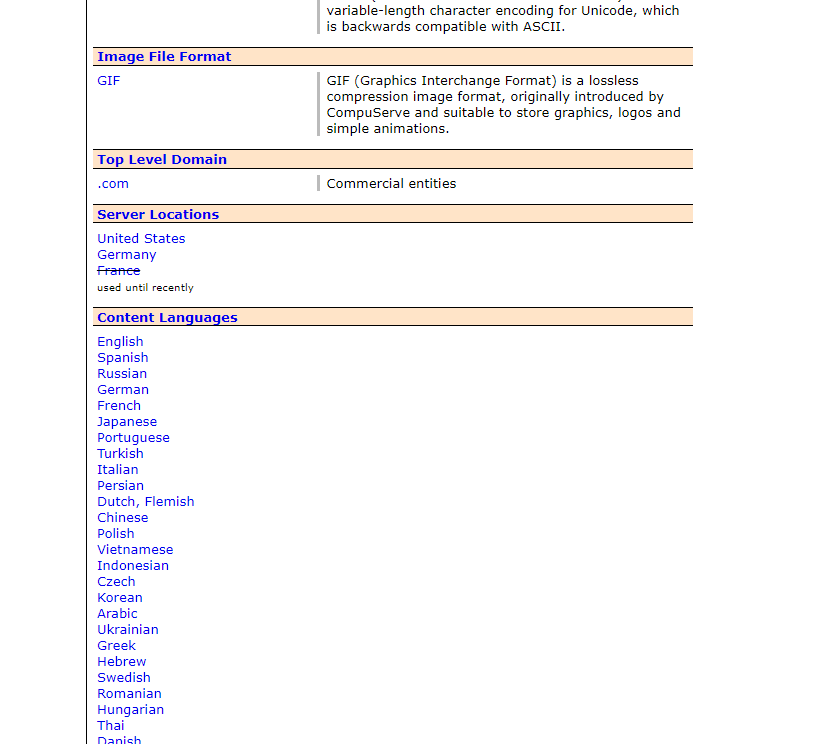 variable-length character encoding for Unicode, which
is backwards compatible with ASCII.
Image File Format
GIF
GIF (Graphics Interchange Format) is a lossless
compression image format, originally introduced by
CompuServe and suitable to store graphics, logos and
simple animations.
Top Level Domain
.com
Commercial entities
Server Locations
United States
Germany
France
used until recently
Content Languages
English
Spanish
Russian
German
French
Japanese
Portuguese
Turkish
Italian
Persian
Dutch, Flemish
Chinese
Polish
Vietnamese
Indonesian
Czech
Korean
Arabic
Ukrainian
Greek
Hebrew
Swedish
Romanian
Hungarian
Thai
Danish